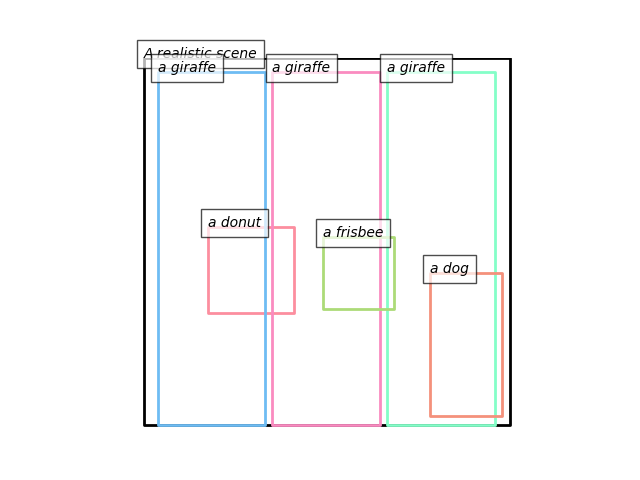 A realistic scene
a giraffe
a giraffe
a giraffe
a donut
a frisbee
a dog